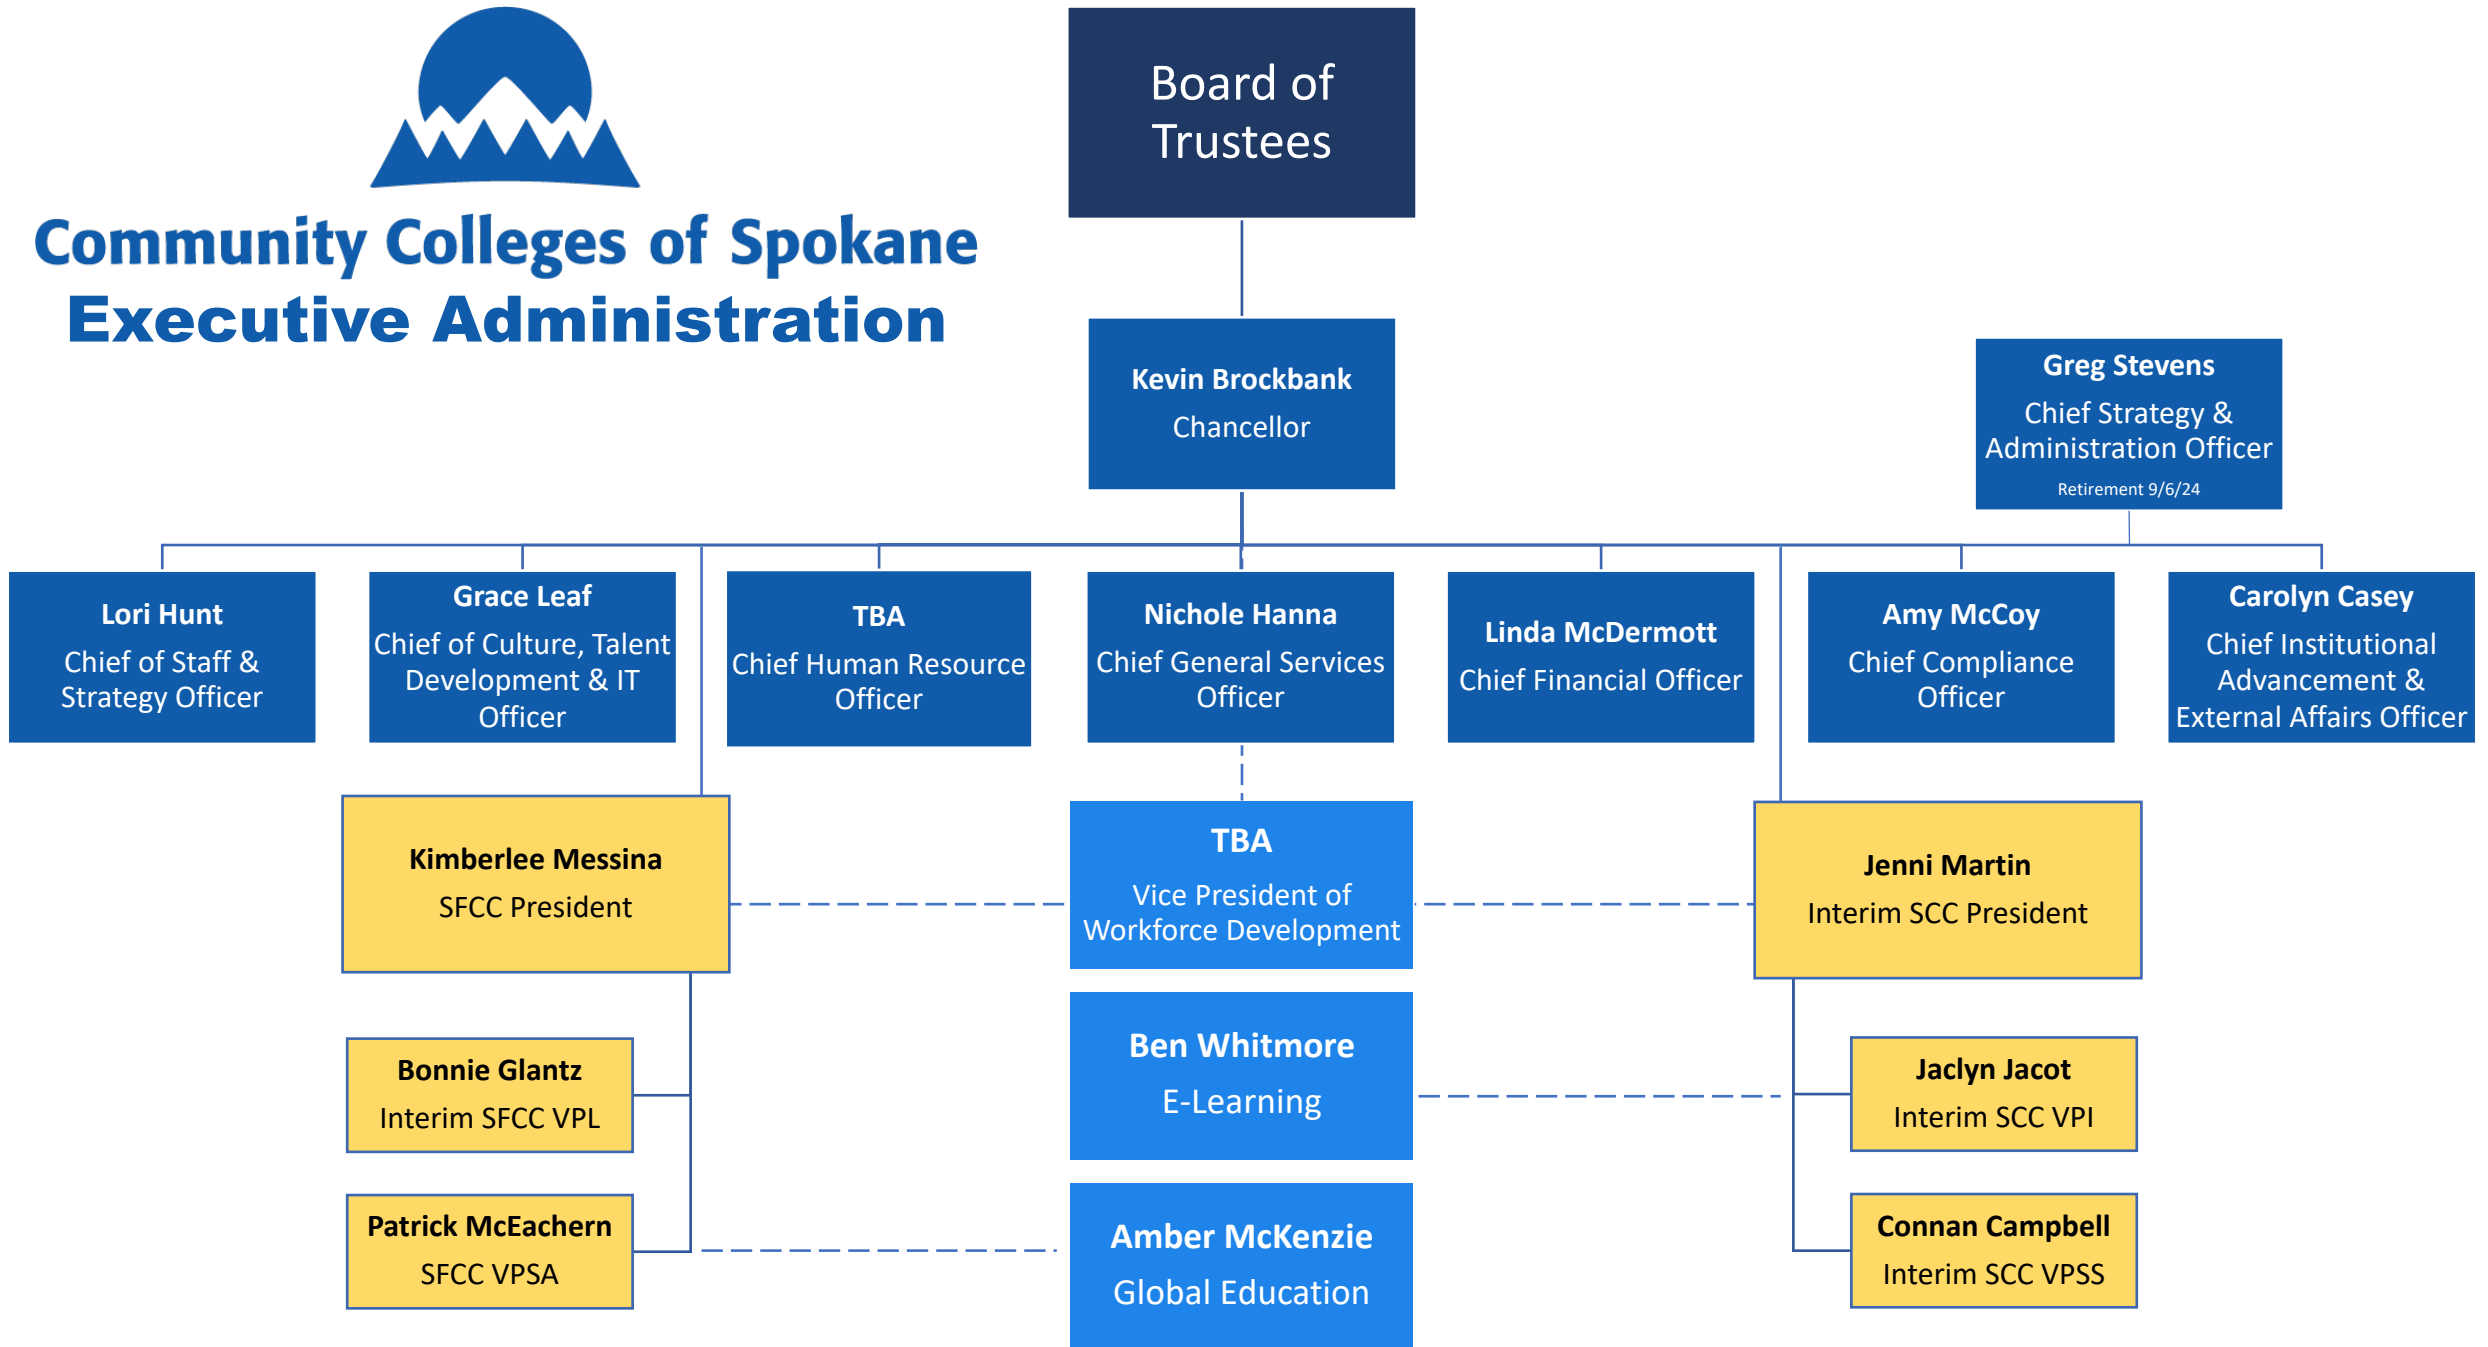 Board of
Trustees
Community Colleges of Spokane
Executive Administration
Kevin Brockbank
Chancellor
Greg Stevens
Chief Strategy &
Administration Officer
Retirement 9/6/24
Lori Hunt
Chief of Staff &
Strategy Officer
Grace Leaf
Chief of Culture, Talent
Development & IT
Officer
TBA
Chief Human Resource
Officer
Nichole Hanna
Chief General Services
Officer
Linda McDermott
Chief Financial Officer
Amy McCoy
Chief Compliance
Officer
Carolyn Casey
Chief Institutional
Advancement &
External Affairs Officer
Kimberlee Messina
SFCC President
TBA
Vice President of
Workforce Development
Jenni Martin
Interim SCC President
Bonnie Glantz
Interim SFCC VPL
Ben Whitmore
E-Learning
Jaclyn Jacot
Interim SCC VPI
Patrick McEachern
SFCC VPSA
Amber McKenzie
Global Education
Connan Campbell
Interim SCC VPSS